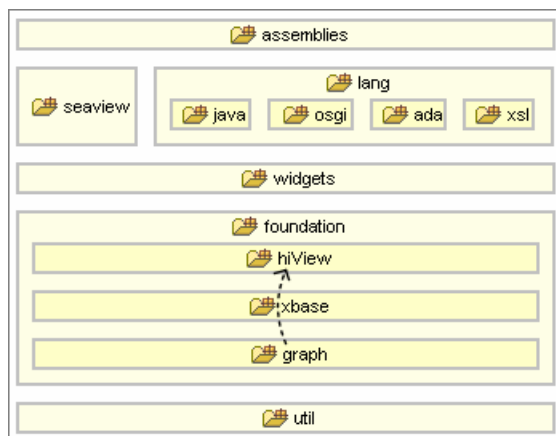 assemblies
seaview
lang
java osgi ada xsl
widgets
foundation
hiView
xbase
graph
util